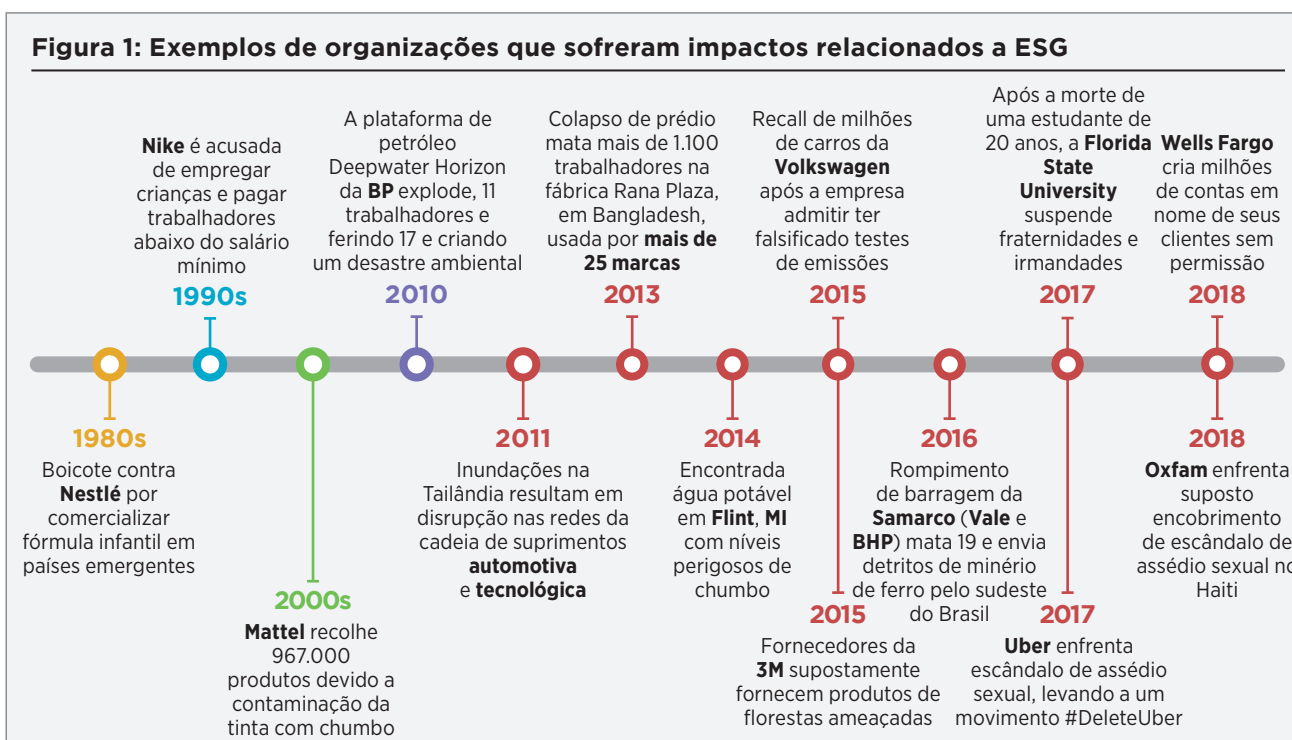 Figura 1: Exemplos de organizações que sofreram impactos relacionados a ESG
Nike é acusada
de empregar
crianças e pagar
trabalhadores
abaixo do salário
mínimo
1990s
A plataforma de
petróleo
Deepwater Horizon
da BP explode, 11
trabalhadores e
ferindo 17 e criando
um desastre ambiental
2010
Colapso de prédio
mata mais de 1.100
trabalhadores na
fábrica Rana Plaza,
em Bangladesh,
usada por mais de
25 marcas
2013
Recall de milhões
de carros da
Volkswagen
após a empresa
admitir ter
falsificado testes
de emissões
2015
Após a morte de
uma estudante de
20 anos, a Florida
State
University
suspende
fraternidades e
irmandades
2017
Wells Fargo
cria milhões
de contas em
nome de seus
clientes sem
permissão
2018
1980s
Boicote contra
Nestlé por
comercializar
fórmula infantil em
países emergentes
2000s
Mattel recolhe
967.000
produtos devido a
contaminação da
tinta com chumbo
2011
Inundações na
Tailândia resultam em
disrupção nas redes da
cadeia de suprimentos
automotiva
e tecnológica
2014
Encontrada
água potável
em Flint, MI
com níveis
perigosos de
chumbo
2015
Fornecedores da
3M supostamente
fornecem produtos de
florestas ameaçadas
2016
Rompimento
de barragem da
Samarco (Vale e
BHP) mata 19 e envia
detritos de minério
de ferro pelo sudeste
do Brasil
2017
Uber enfrenta
escândalo de assédio
sexual, levando a um
movimento #DeleteUber
2018
Oxfam enfrenta
suposto
encobrimento
de escândalo de
assédio sexual no
Haiti